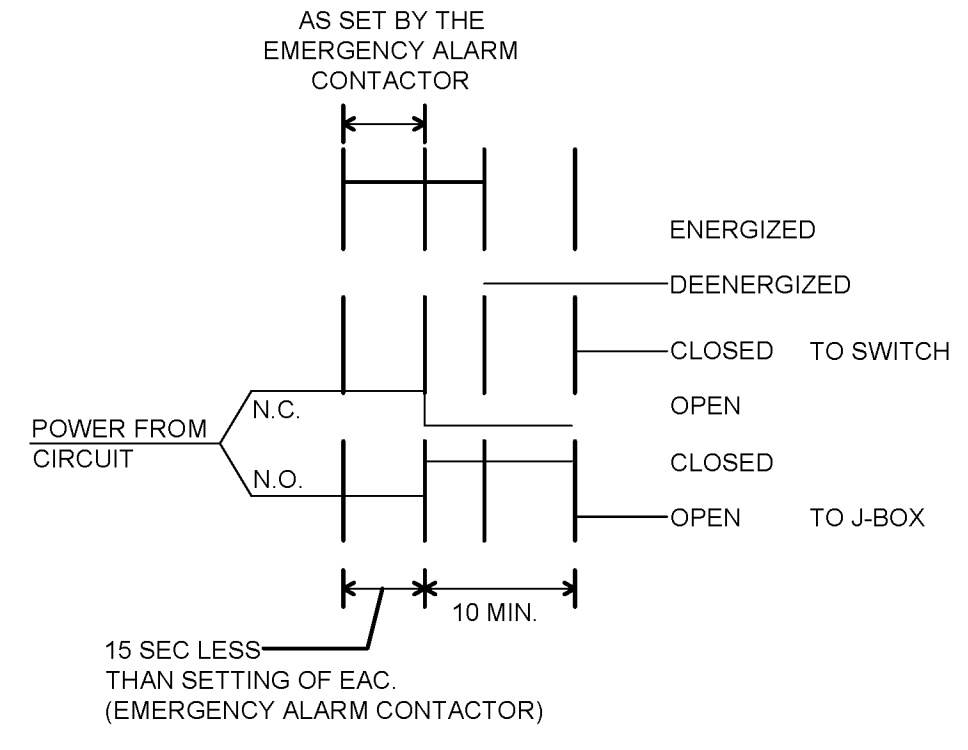 AS SET BY THE
EMERGENCY ALARM
CONTACTOR
ENERGIZED
DEENERGIZED
CLOSED TO SWITCH
N.C.
OPEN
POWER FROM
CIRCUIT
CLOSED
N.O.
OPEN TO J-BOX
10 MIN.
15 SEC LESS
THAN SETTING OF EAC.
(EMERGENCY ALARM CONTACTOR)